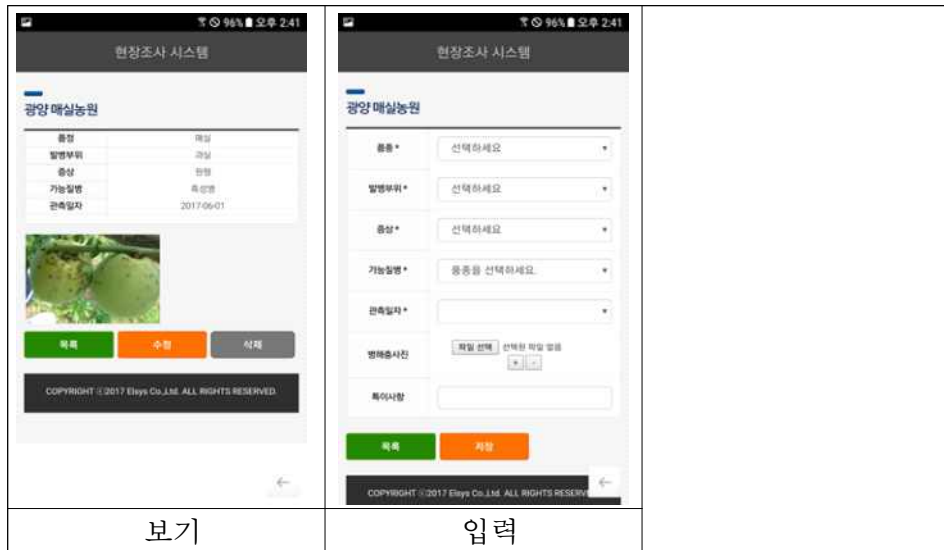 96% 오후 2:41
현장조사 시스템
광양 매실농원
품정 매실
발병부위 과실
증상 원형
가능질병 흑성병
관측일자 2017-06-01
목록 수정 삭제
COPYRIGHT ⓒ2017 Elsys Co.,Ltd. ALL RIGHTS RESERVED.
보기
96% 오후 2:41
현장조사 시스템
광양 매실농원
품종 * 선택하세요
발병부위 * 선택하세요
증상 * 선택하세요
가능질병 * 품종을 선택하세요.
관측일자 *
병해충사진 파일 선택 선택된 파일 없음
+ -
특이사항
목록 저장
COPYRIGHT ⓒ2017 Elsys Co.,Ltd. ALL RIGHTS RESERV
입력